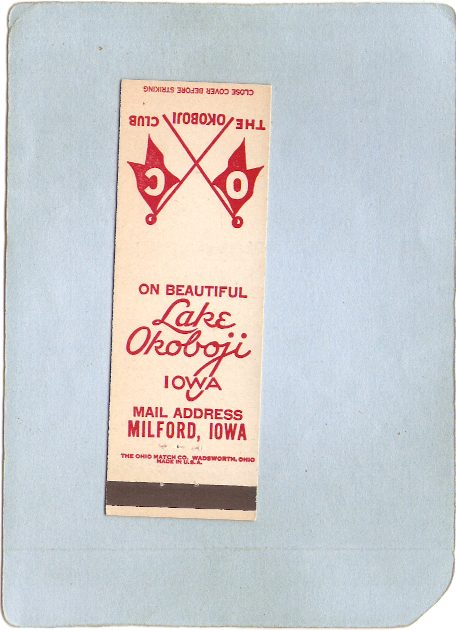 CLOSE COVER BEFORE STRIKING
THE OKOBOJI CLUB
O C
ON BEAUTIFUL
Lake
Okoboji
IOWA
MAIL ADDRESS
MILFORD, IOWA
THE OHIO MATCH CO. WADSWORTH, OHIO
MADE IN U.S.A.